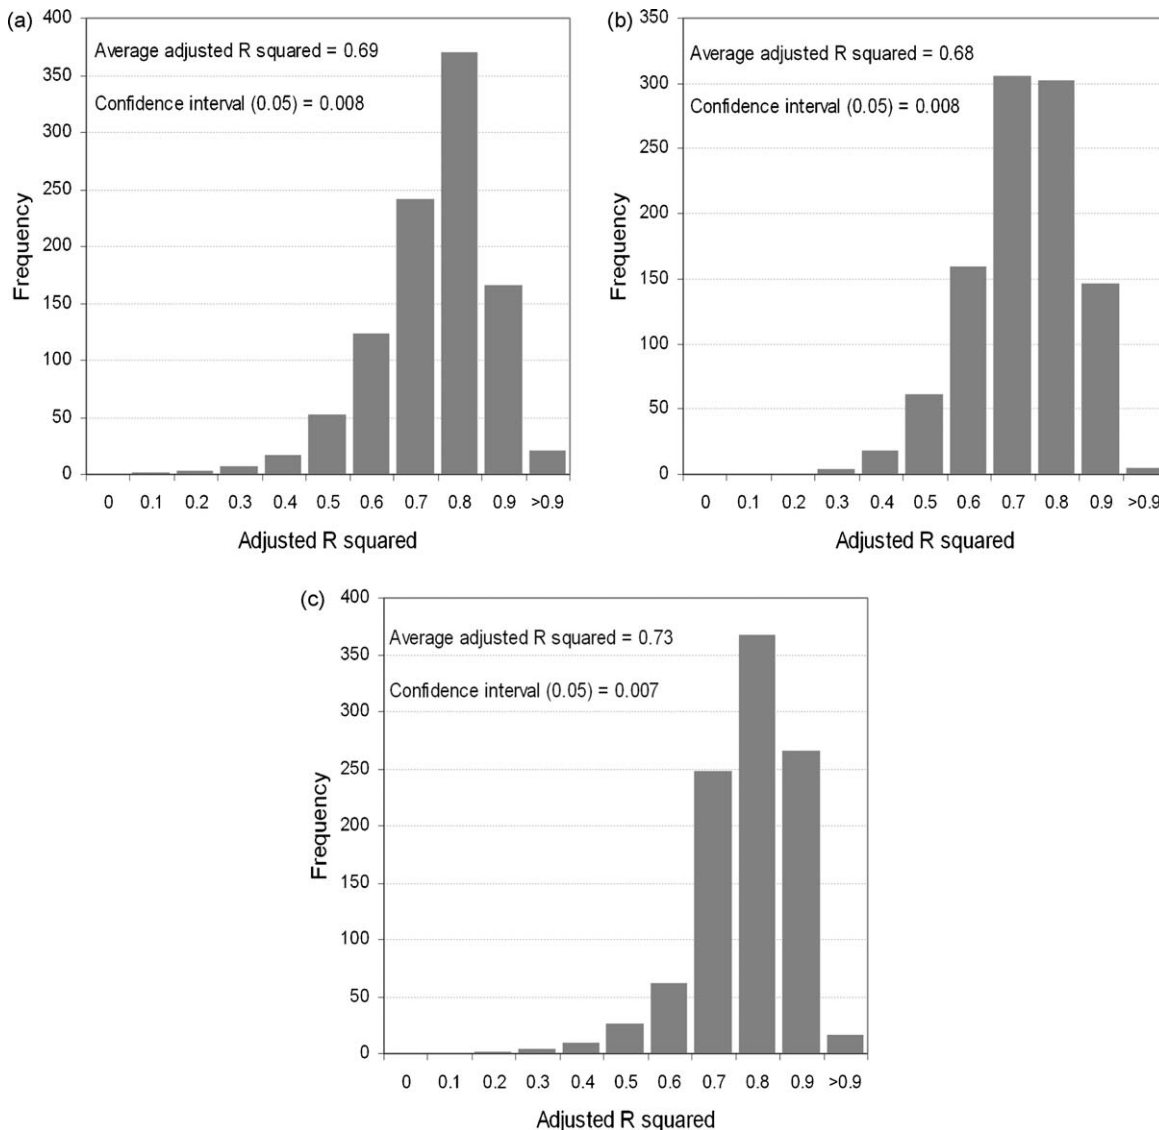 (a)
Average adjusted R squared = 0.69
Confidence interval (0.05) = 0.008
400
350
300
250
200
150
100
50
0
Frequency
0 0.1 0.2 0.3 0.4 0.5 0.6 0.7 0.8 0.9 >0.9
Adjusted R squared
(b)
Average adjusted R squared = 0.68
Confidence interval (0.05) = 0.008
350
300
250
200
150
100
50
0
Frequency
0 0.1 0.2 0.3 0.4 0.5 0.6 0.7 0.8 0.9 >0.9
Adjusted R squared
(c)
Average adjusted R squared = 0.73
Confidence interval (0.05) = 0.007
400
350
300
250
200
150
100
50
0
Frequency
0 0.1 0.2 0.3 0.4 0.5 0.6 0.7 0.8 0.9 >0.9
Adjusted R squared